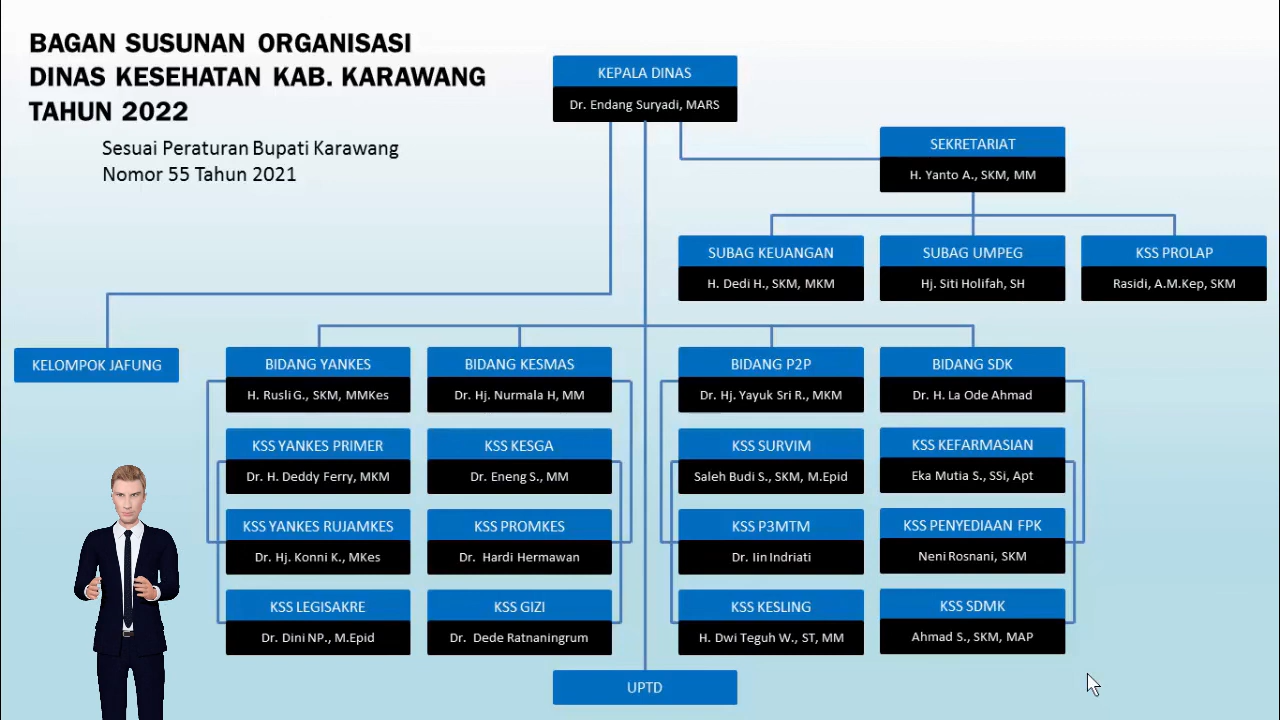 BAGAN SUSUNAN ORGANISASI
DINAS KESEHATAN KAB. KARAWANG
TAHUN 2022
Sesuai Peraturan Bupati Karawang
Nomor 55 Tahun 2021
KEPALA DINAS
Dr. Endang Suryadi, MARS
SEKRETARIAT
H. Yanto A., SKM, MM
SUBAG KEUANGAN
H. Dedi H., SKM, MKM
SUBAG UMPEG
Hj. Siti Holifah, SH
KSS PROLAP
Rasidi, A.M.Kep, SKM
KELOMPOK JAFUNG
BIDANG YANKES
H. Rusli G., SKM, MMKes
KSS YANKES PRIMER
Dr. H. Deddy Ferry, MKM
KSS YANKES RUJAMKES
Dr. Hj. Konni K., MKes
KSS LEGISAKRE
Dr. Dini NP., M.Epid
BIDANG KESMAS
Dr. Hj. Nurmala H, MM
KSS KESGA
Dr. Eneng S., MM
KSS PROMKES
Dr. Hardi Hermawan
KSS GIZI
Dr. Dede Ratnaningrum
BIDANG P2P
Dr. Hj. Yayuk Sri R., MKM
KSS SURVIM
Saleh Budi S., SKM, M.Epid
KSS P3MTM
Dr. Iin Indriati
KSS KESLING
H. Dwi Teguh W., ST, MM
BIDANG SDK
Dr. H. La Ode Ahmad
KSS KEFARMASIAN
Eka Mutia S., SSi, Apt
KSS PENYEDIAAN FPK
Neni Rosnani, SKM
KSS SDMK
Ahmad S., SKM, MAP
UPTD